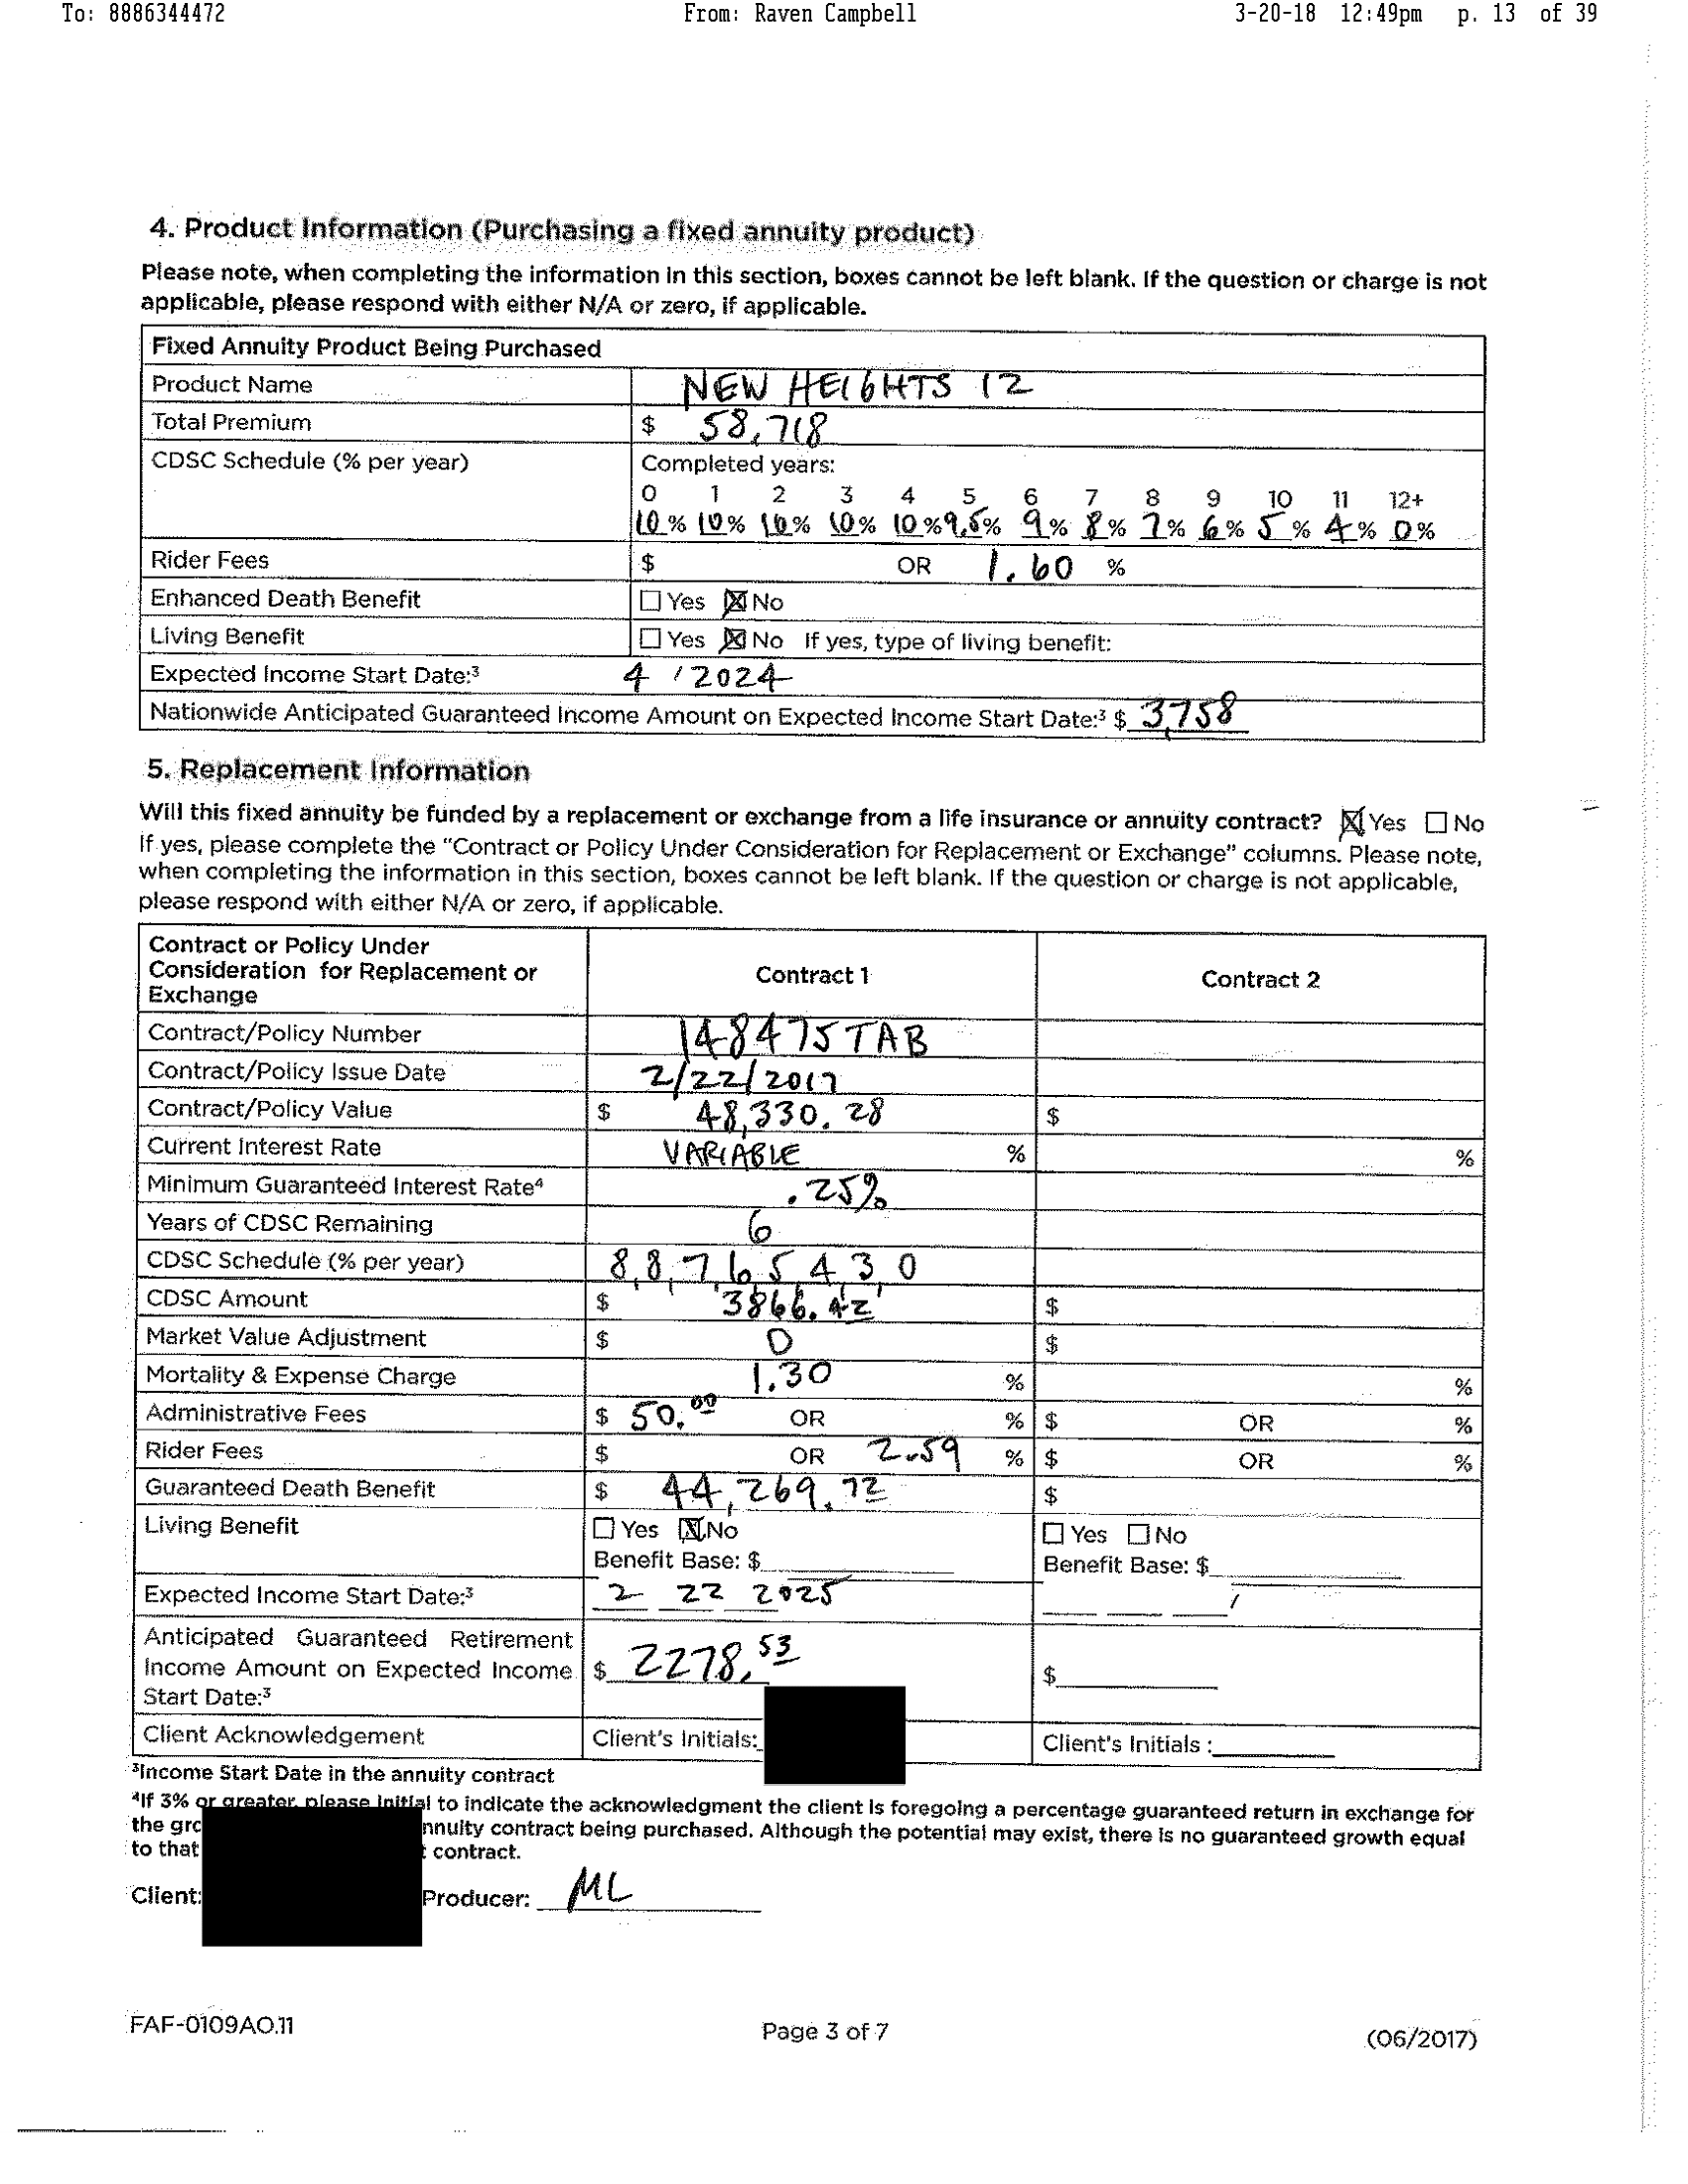 To: 8886344472 From: Raven Campbell 3-20-18 12:49pm p. 13 of 39
4. Product Information (Purchasing a fixed annuity product)
Please note, when completing the information in this section, boxes cannot be left blank. If the question or charge is not
applicable, please respond with either N/A or zero, if applicable.
Fixed Annuity Product Being Purchased
Product Name NEW HEIGHTS 12
Total Premium $ 58,718
CDSC Schedule (% per year) Completed years:
0 1 2 3 4 5 6 7 8 9 10 11 12+
10% 10% 10% 10% 10% 9.5% 9% 8% 7% 6% 5% 4% 0%
Rider Fees $ OR 1.60 %
Enhanced Death Benefit ☐ Yes ☒ No
Living Benefit ☐ Yes ☒ No If yes, type of living benefit:
Expected Income Start Date:³ 4 / 2024
Nationwide Anticipated Guaranteed Income Amount on Expected Income Start Date:³ $ 3,758
5. Replacement Information
Will this fixed annuity be funded by a replacement or exchange from a life insurance or annuity contract? ☒ Yes ☐ No
If yes, please complete the "Contract or Policy Under Consideration for Replacement or Exchange" columns. Please note,
when completing the information in this section, boxes cannot be left blank. If the question or charge is not applicable,
please respond with either N/A or zero, if applicable.
Contract or Policy Under
Consideration for Replacement or
Exchange Contract 1 Contract 2
Contract/Policy Number 148475TAB
Contract/Policy Issue Date 2/22/2017
Contract/Policy Value $ 48,330.28 $
Current Interest Rate VARIABLE % %
Minimum Guaranteed Interest Rate⁴ .25%
Years of CDSC Remaining 6
CDSC Schedule (% per year) 8,8,7,6,5,4,3,0
CDSC Amount $ 3866.42 $
Market Value Adjustment $ 0 $
Mortality & Expense Charge 1.30 % %
Administrative Fees $ 50.00 OR % $ OR %
Rider Fees $ OR 2.59 % $ OR %
Guaranteed Death Benefit $ 44,269.72 $
Living Benefit ☐ Yes ☒ No ☐ Yes ☐ No
Benefit Base: $ Benefit Base: $
Expected Income Start Date:³ 2 22 2025 /
Anticipated Guaranteed Retirement
Income Amount on Expected Income $ 2278.53 $
Start Date:³
Client Acknowledgement Client's Initials: Client's Initials :
³Income Start Date in the annuity contract
⁴If 3% or greater, please initial to indicate the acknowledgment the client is foregoing a percentage guaranteed return in exchange for
the gro nnuity contract being purchased. Although the potential may exist, there is no guaranteed growth equal
to that t contract.
Client: Producer: ML
FAF-0109AO.11 Page 3 of 7 (06/2017)